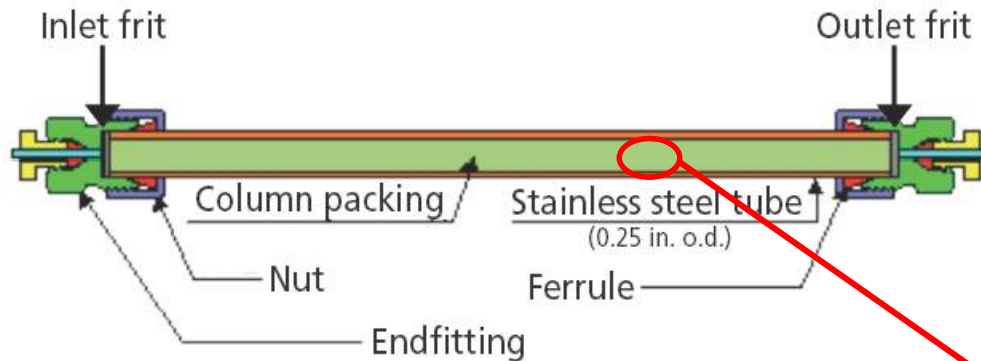 Inlet frit
Outlet frit
Column packing
Stainless steel tube
(0.25 in. o.d.)
Nut
Ferrule
Endfitting